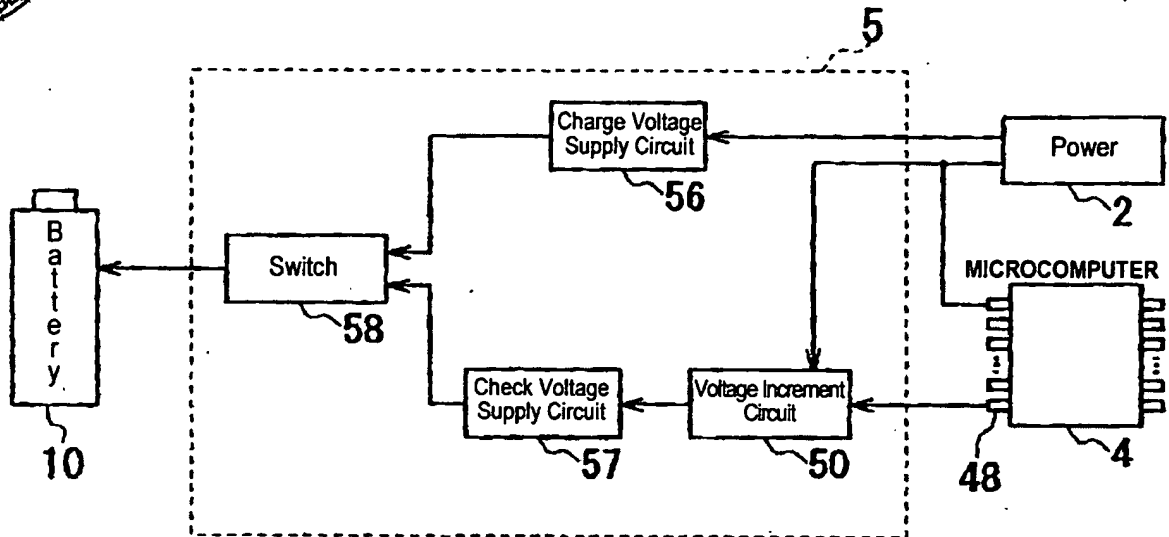 5
Charge Voltage
Supply Circuit
56
Power
2
Battery
10
Switch
58
MICROCOMPUTER
Check Voltage
Supply Circuit
57
Voltage Increment
Circuit
50
48
4